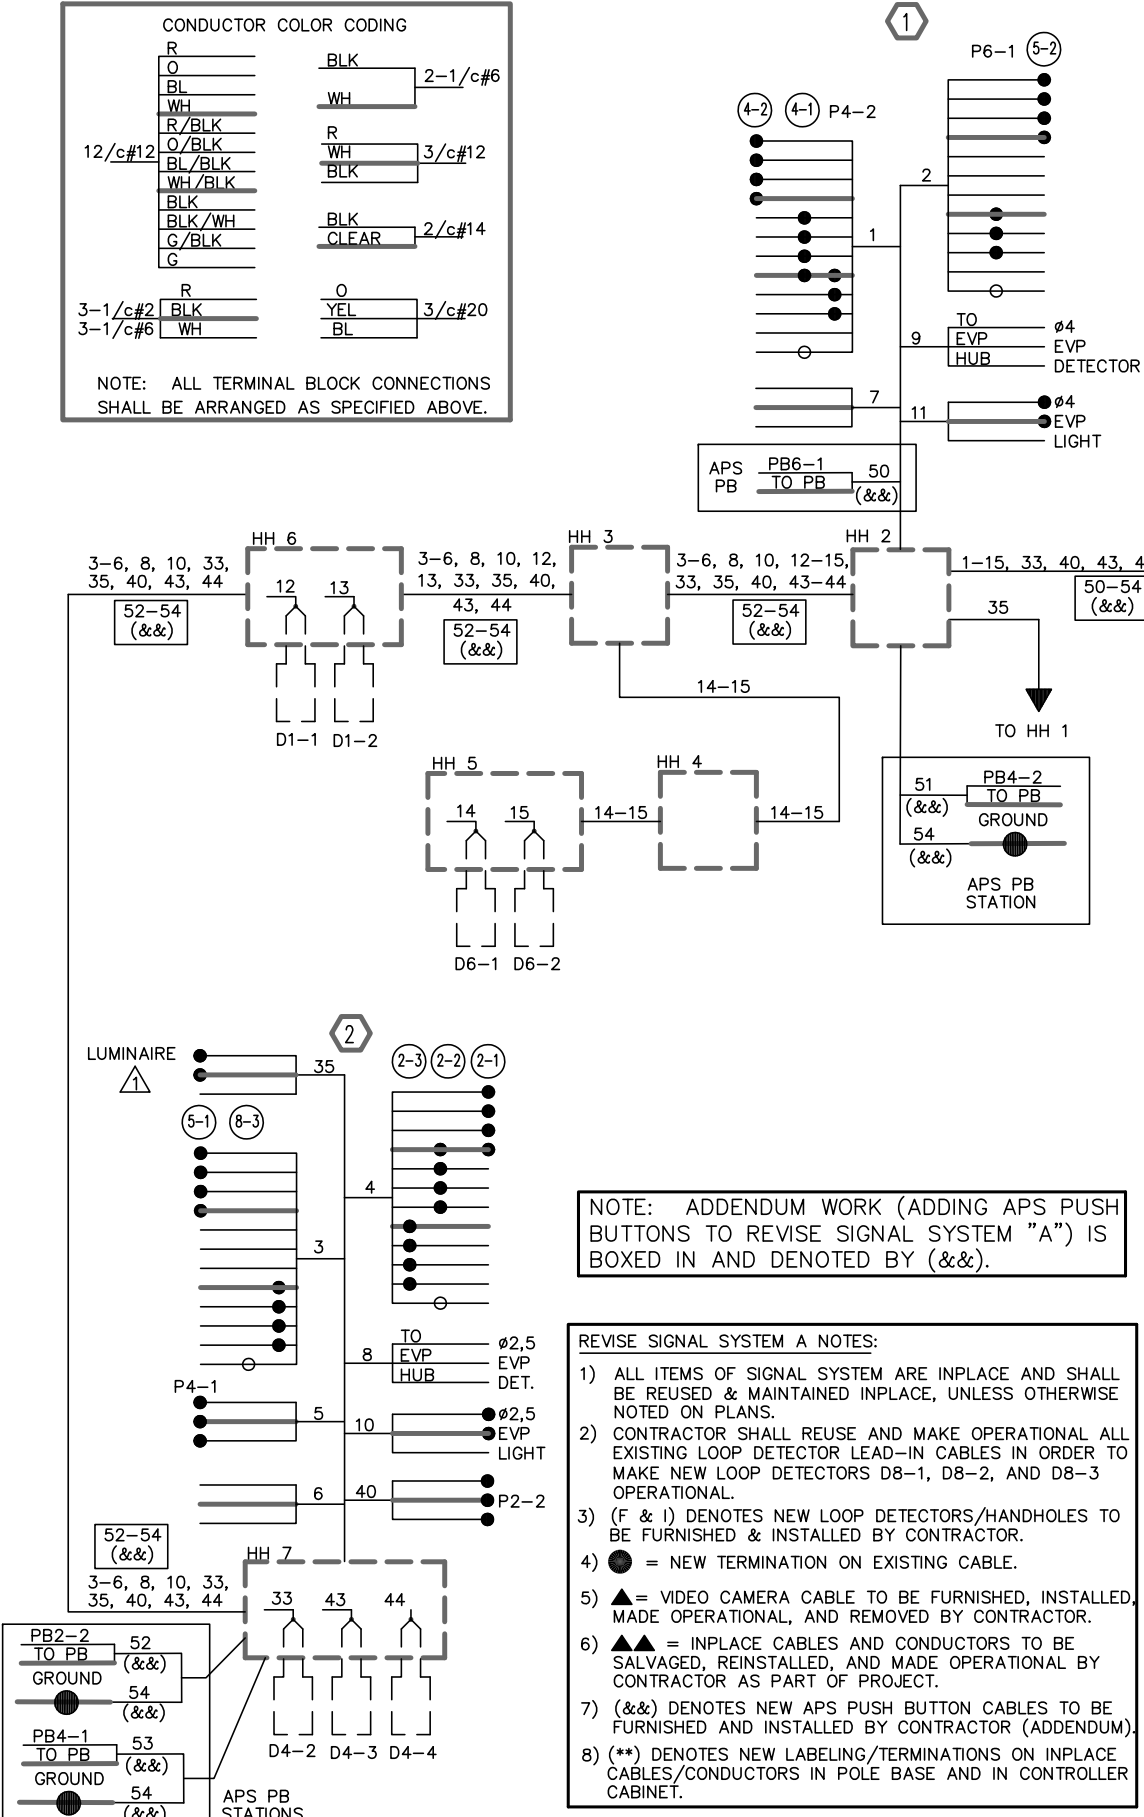 CONDUCTOR COLOR CODING
R
O
BL
WH
R/BLK
O/BLK
BL/BLK
WH/BLK
BLK
BLK/WH
G/BLK
G
12/c#12
BLK
WH
2-1/c#6
R
WH
BLK
3/c#12
BLK
CLEAR
2/c#14
3-1/c#2
3-1/c#6
R
BLK
WH
O
YEL
BL
3/c#20
NOTE: ALL TERMINAL BLOCK CONNECTIONS
SHALL BE ARRANGED AS SPECIFIED ABOVE.
1
P6-1 5-2
4-2 4-1 P4-2
2
1
9
TO
EVP
HUB
ø4
EVP
DETECTOR
7
11
ø4
EVP
LIGHT
APS
PB
PB6-1
TO PB
50
(&&)
HH 6
HH 3
HH 2
3-6, 8, 10, 33,
35, 40, 43, 44
52-54
(&&)
12
13
D1-1
D1-2
3-6, 8, 10, 12,
13, 33, 35, 40,
43, 44
52-54
(&&)
3-6, 8, 10, 12-15,
33, 35, 40, 43-44
52-54
(&&)
1-15, 33, 40, 43, 4
50-54
(&&)
35
TO HH 1
14-15
HH 5
HH 4
14
15
14-15
14-15
D6-1
D6-2
51
(&&)
PB4-2
TO PB
GROUND
54
(&&)
APS PB
STATION
2
LUMINAIRE
1
35
2-3 2-2 2-1
5-1 8-3
4
3
TO
EVP
HUB
8
ø2,5
EVP
DET.
P4-1
5
10
ø2,5
EVP
LIGHT
6
40
P2-2
52-54
(&&)
3-6, 8, 10, 33,
35, 40, 43, 44
HH 7
33
43
44
D4-2
D4-3
D4-4
PB2-2
TO PB
52
(&&)
GROUND
54
(&&)
PB4-1
TO PB
53
(&&)
GROUND
54
(&&)
APS PB
STATIONS
NOTE: ADDENDUM WORK (ADDING APS PUSH
BUTTONS TO REVISE SIGNAL SYSTEM "A") IS
BOXED IN AND DENOTED BY (&&).
REVISE SIGNAL SYSTEM A NOTES:
1) ALL ITEMS OF SIGNAL SYSTEM ARE INPLACE AND SHALL
BE REUSED & MAINTAINED INPLACE, UNLESS OTHERWISE
NOTED ON PLANS.
2) CONTRACTOR SHALL REUSE AND MAKE OPERATIONAL ALL
EXISTING LOOP DETECTOR LEAD-IN CABLES IN ORDER TO
MAKE NEW LOOP DETECTORS D8-1, D8-2, AND D8-3
OPERATIONAL.
3) (F & I) DENOTES NEW LOOP DETECTORS/HANDHOLES TO
BE FURNISHED & INSTALLED BY CONTRACTOR.
4) = NEW TERMINATION ON EXISTING CABLE.
5) = VIDEO CAMERA CABLE TO BE FURNISHED, INSTALLED,
MADE OPERATIONAL, AND REMOVED BY CONTRACTOR.
6) = INPLACE CABLES AND CONDUCTORS TO BE
SALVAGED, REINSTALLED, AND MADE OPERATIONAL BY
CONTRACTOR AS PART OF PROJECT.
7) (&&) DENOTES NEW APS PUSH BUTTON CABLES TO BE
FURNISHED AND INSTALLED BY CONTRACTOR (ADDENDUM).
8) (**) DENOTES NEW LABELING/TERMINATIONS ON INPLACE
CABLES/CONDUCTORS IN POLE BASE AND IN CONTROLLER
CABINET.